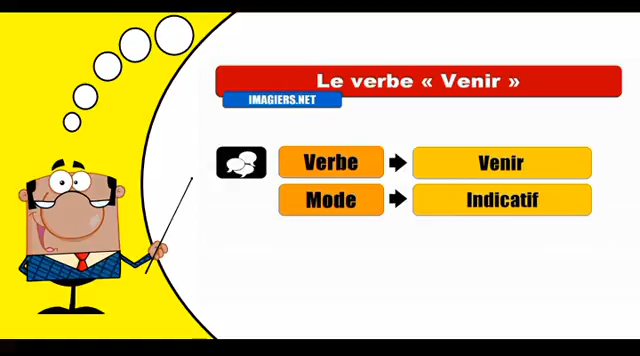 Le verbe « Venir »
IMAGIERS.NET
Verbe Venir
Mode Indicatif